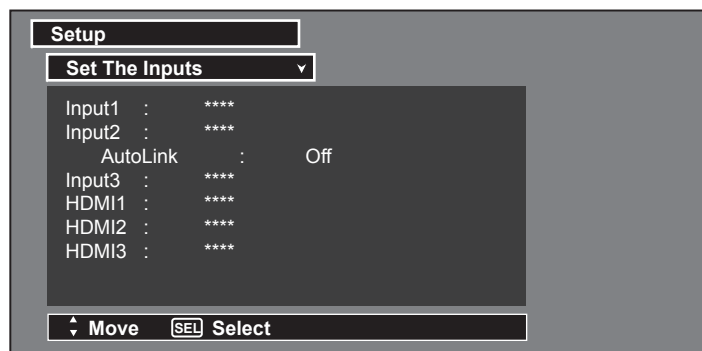 Setup
Set The Inputs
Input1 : ****
Input2 : ****
AutoLink : Off
Input3 : ****
HDMI1 : ****
HDMI2 : ****
HDMI3 : ****
Move SEL Select